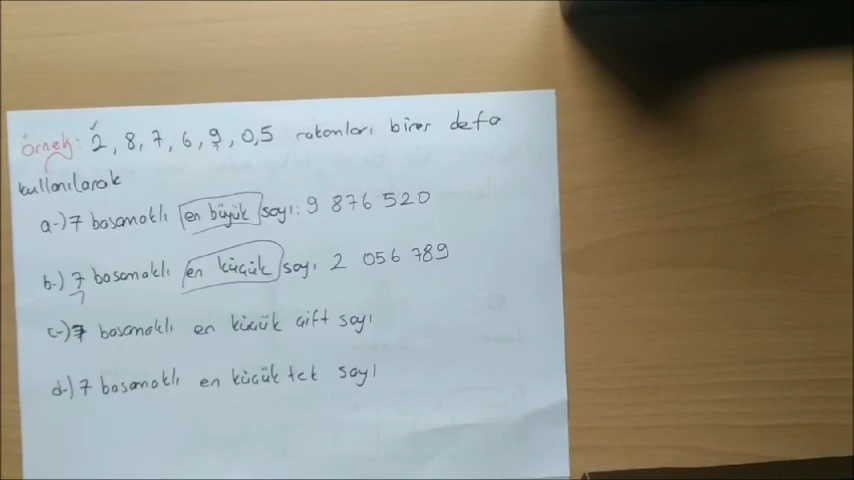 örnek: 2, 8, 7, 6, 9, 0,5 rakamları birer defa
kullanılarak
a-) 7 basamaklı en büyük sayı: 9 876 520
b-) 7 basamaklı en küçük sayı 2 056 789
c-) 7 basamaklı en küçük çift sayı
d-) 7 basamaklı en küçük tek sayı